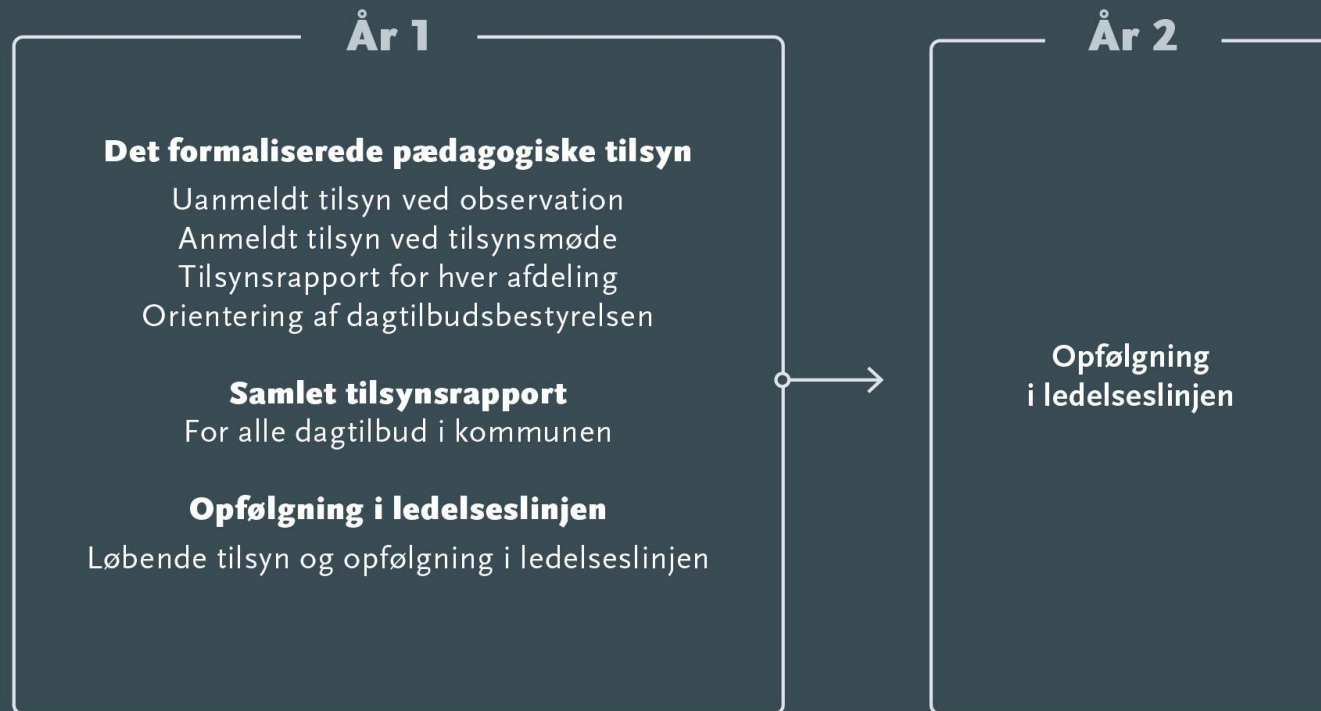 År 1
Det formaliserede pædagogiske tilsyn
Uanmeldt tilsyn ved observation
Anmeldt tilsyn ved tilsynsmøde
Tilsynsrapport for hver afdeling
Orientering af dagtilbudsbestyrelsen
Samlet tilsynsrapport
For alle dagtilbud i kommunen
Opfølgning i ledelseslinjen
Løbende tilsyn og opfølgning i ledelseslinjen
År 2
Opfølgning
i ledelseslinjen